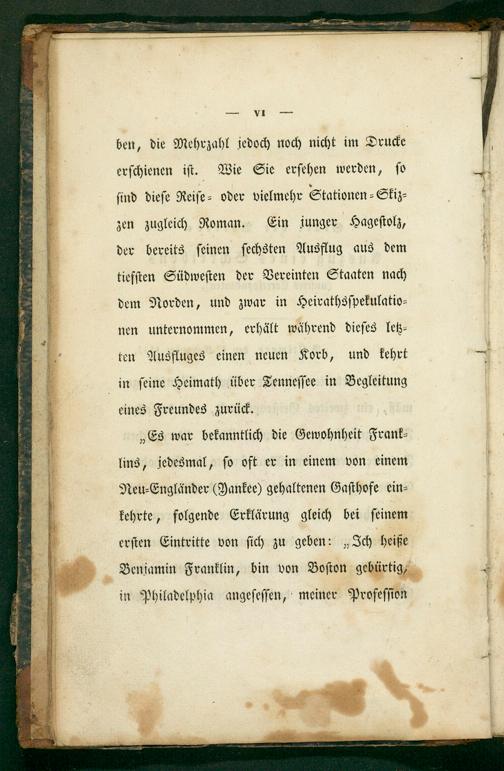 — VI —
ben, die Mehrzahl jedoch noch nicht im Drucke
erschienen ist. Wie Sie ersehen werden, so
sind diese Reise- oder vielmehr Stationen-Skiz-
zen zugleich Roman. Ein junger Hagestolz,
der bereits seinen sechsten Ausflug aus dem
tiefsten Südwesten der Vereinten Staaten nach
dem Norden, und zwar in Heirathsspekulatio-
nen unternommen, erhält während dieses letz-
ten Ausfluges einen neuen Korb, und kehrt
in seine Heimath über Tennessee in Begleitung
eines Freundes zurück.
„Es war bekanntlich die Gewohnheit Frank-
lins, jedesmal, so oft er in einem von einem
Neu-Engländer (Yankee) gehaltenen Gasthofe ein-
kehrte, folgende Erklärung gleich bei seinem
ersten Eintritte von sich zu geben: „Ich heiße
Benjamin Franklin, bin von Boston gebürtig,
in Philadelphia angesessen, meiner Profession